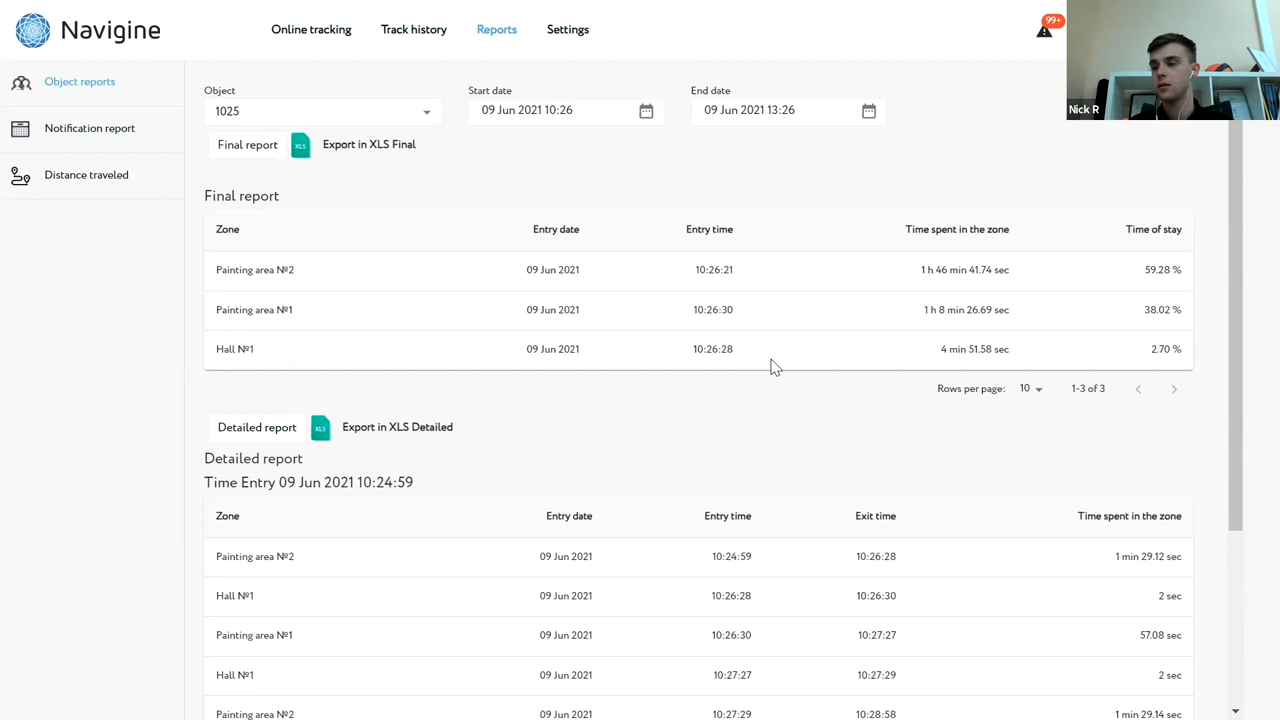 Navigine
Online tracking
Track history
Reports
Settings
99+
Nick R
Object reports
Notification report
Distance traveled
Object
Start date
End date
1025
09 Jun 2021 10:26
09 Jun 2021 13:26
Final report
XLS
Export in XLS Final
Final report
Zone Entry date Entry time Time spent in the zone Time of stay
Painting area №2 09 Jun 2021 10:26:21 1 h 46 min 41.74 sec 59.28 %
Painting area №1 09 Jun 2021 10:26:30 1 h 8 min 26.69 sec 38.02 %
Hall №1 09 Jun 2021 10:26:28 4 min 51.58 sec 2.70 %
Rows per page: 10 1-3 of 3
Detailed report
XLS
Export in XLS Detailed
Detailed report
Time Entry 09 Jun 2021 10:24:59
Zone Entry date Entry time Exit time Time spent in the zone
Painting area №2 09 Jun 2021 10:24:59 10:26:28 1 min 29.12 sec
Hall №1 09 Jun 2021 10:26:28 10:26:30 2 sec
Painting area №1 09 Jun 2021 10:26:30 10:27:27 57.08 sec
Hall №1 09 Jun 2021 10:27:27 10:27:29 2 sec
Painting area №2 09 Jun 2021 10:27:29 10:28:58 1 min 29.14 sec